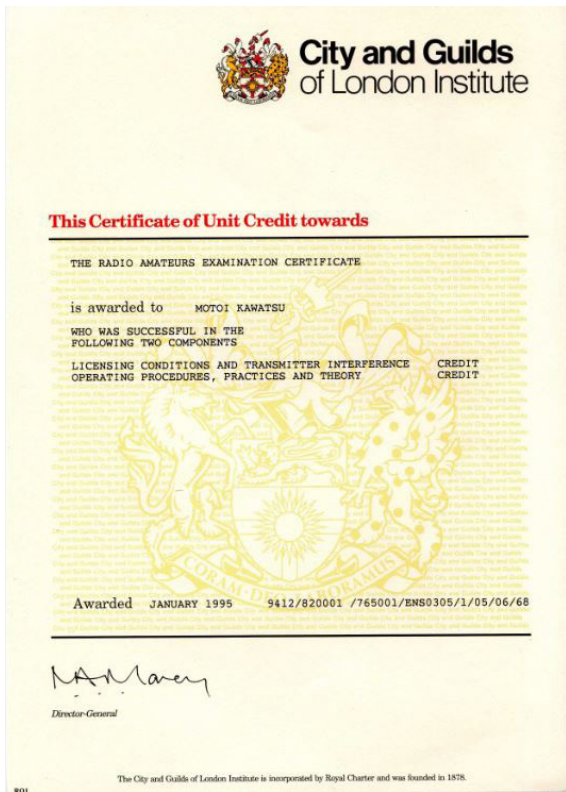 City and Guilds
of London Institute
This Certificate of Unit Credit towards
THE RADIO AMATEURS EXAMINATION CERTIFICATE
is awarded to MOTOI KAWATSU
WHO WAS SUCCESSFUL IN THE
FOLLOWING TWO COMPONENTS
LICENSING CONDITIONS AND TRANSMITTER INTERFERENCE CREDIT
OPERATING PROCEDURES, PRACTICES AND THEORY CREDIT
Awarded JANUARY 1995 9412/820001 /765001/ENS0305/1/05/06/68
Director-General
The City and Guilds of London Institute is incorporated by Royal Charter and was founded in 1878.